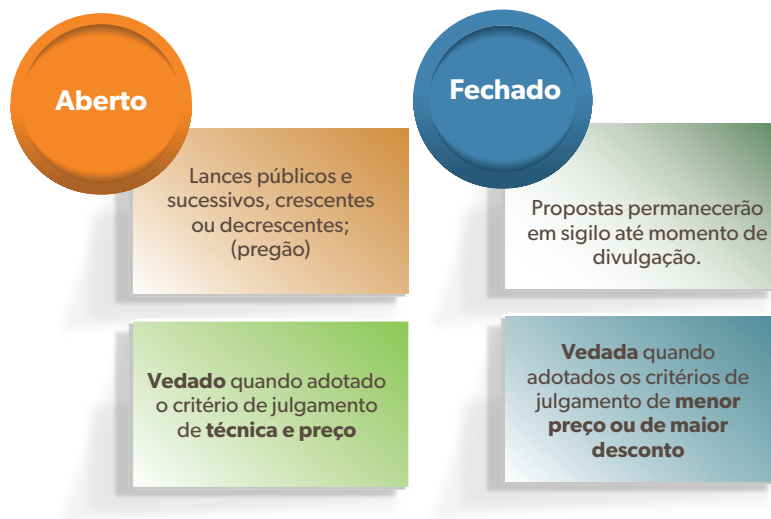 Aberto
Lances públicos e
sucessivos, crescentes
ou decrescentes;
(pregão)
Vedado quando adotado
o critério de julgamento
de técnica e preço
Fechado
Propostas permanecerão
em sigilo até momento de
divulgação.
Vedada quando
adotados os critérios de
julgamento de menor
preço ou de maior
desconto